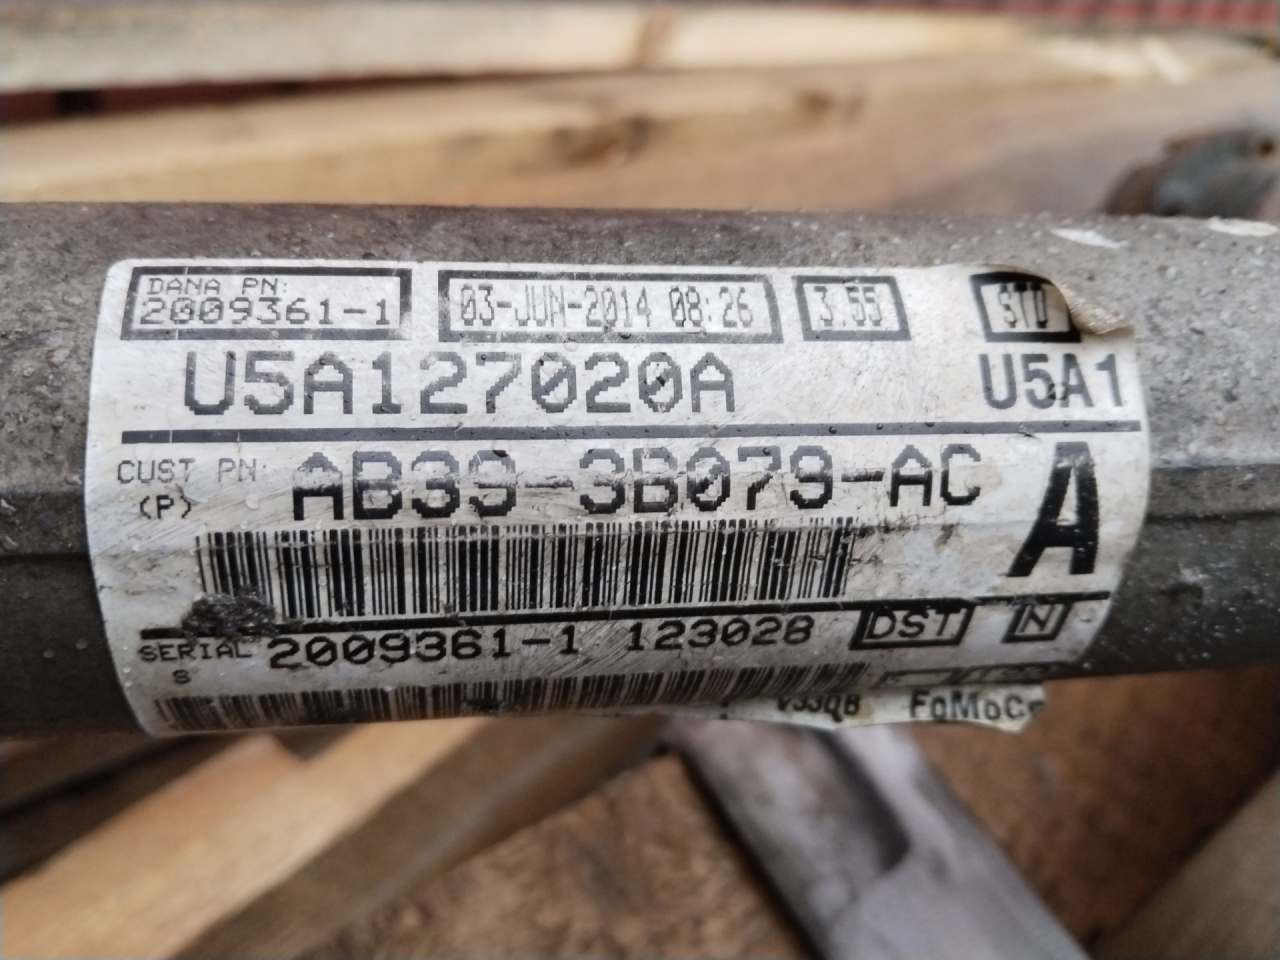 DANA PN:
2009361-1
03-JUN-2014 08:26
3.55
STD
U5A127020A
U5A1
CUST PN:
(P)
AB39-3B079-AC
A
SERIAL
S
2009361-1 123028
DST
N
FoMoCo